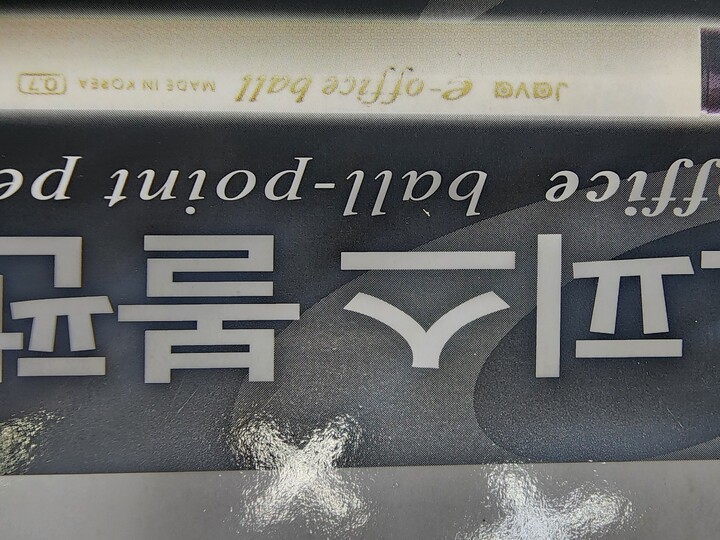 피스 볼펜
ffice ball-point pe
Java e-office ball MADE IN KOREA 0.7